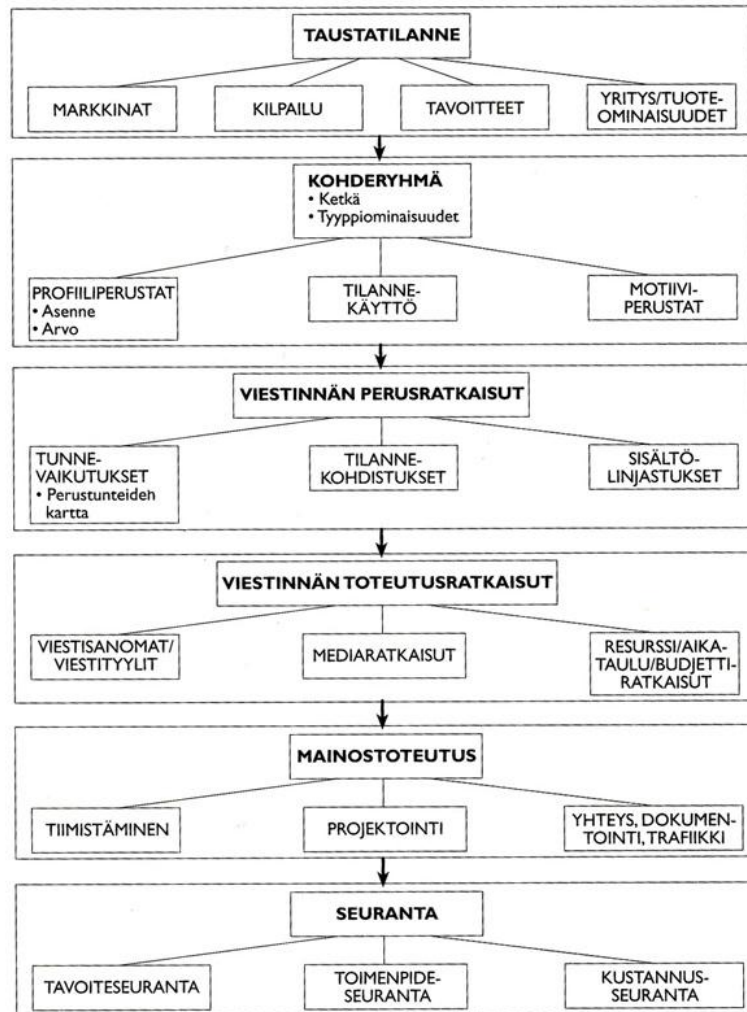 TAUSTATILANNE
MARKKINAT
KILPAILU
TAVOITTEET
YRITYS/TUOTE-
OMINAISUUDET
KOHDERYHMÄ
• Ketkä
• Tyyppiominaisuudet
PROFIILIPERUSTAT
• Asenne
• Arvo
TILANNE-
KÄYTTÖ
MOTIIVI-
PERUSTAT
VIESTINNÄN PERUSRATKAISUT
TUNNE-
VAIKUTUKSET
• Perustunteideh
kartta
TILANNE-
KOHDISTUKSET
SISÄLTÖ-
LINJASTUKSET
VIESTINNÄN TOTEUTUSRATKAISUT
VIESTISANOMAT/
VIESTITYYLIT
MEDIARATKAISUT
RESURSSI/AIKA-
TAULU/BUDJETTI-
RATKAISUT
MAINOSTOTEUTUS
TIIMISTÄMINEN
PROJEKTOINTI
YHTEYS, DOKUMEN-
TOINTI, TRAFIIKKI
SEURANTA
TAVOITESEURANTA
TOIMENPIDE-
SEURANTA
KUSTANNUS-
SEURANTA